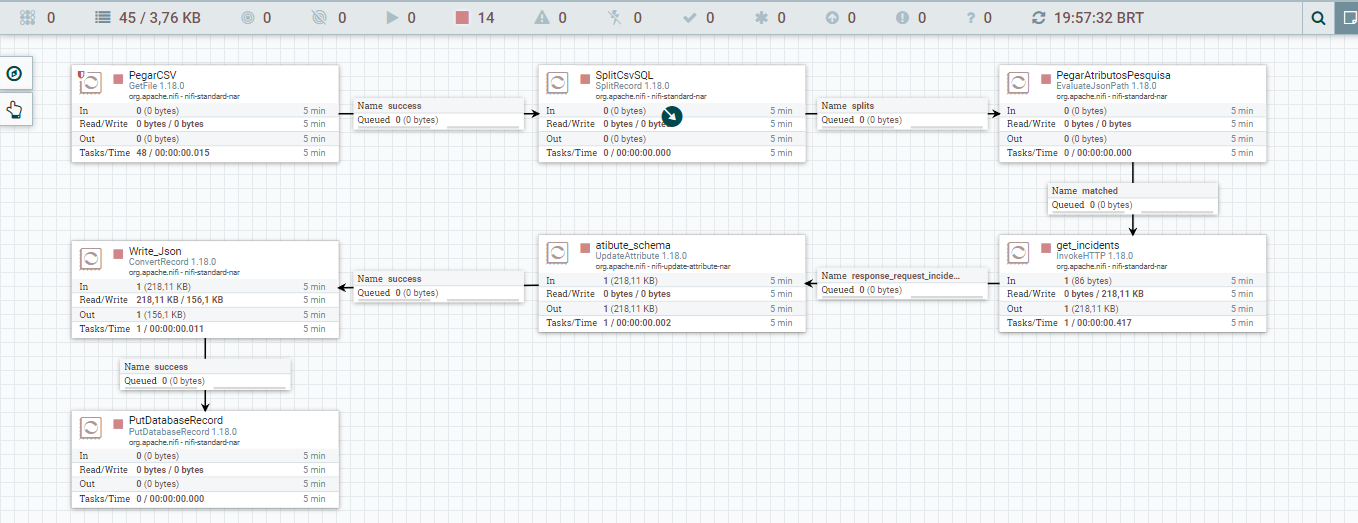 0 45 / 3,76 KB 0 0 0 14 0 0 0 0 0 0 ? 0 19:57:32 BRT
PegarCSV
GetFile 1.18.0
org.apache.nifi - nifi-standard-nar
In 0 (0 bytes) 5 min
Read/Write 0 bytes / 0 bytes 5 min
Out 0 (0 bytes) 5 min
Tasks/Time 48 / 00:00:00.015 5 min
Name success
Queued 0 (0 bytes)
SplitCsvSQL
SplitRecord 1.18.0
org.apache.nifi - nifi-standard-nar
In 0 (0 bytes) 5 min
Read/Write 0 bytes / 0 bytes 5 min
Out 0 (0 bytes) 5 min
Tasks/Time 0 / 00:00:00.000 5 min
Name splits
Queued 0 (0 bytes)
PegarAtributosPesquisa
EvaluateJsonPath 1.18.0
org.apache.nifi - nifi-standard-nar
In 0 (0 bytes) 5 min
Read/Write 0 bytes / 0 bytes 5 min
Out 0 (0 bytes) 5 min
Tasks/Time 0 / 00:00:00.000 5 min
Name matched
Queued 0 (0 bytes)
get_incidents
InvokeHTTP 1.18.0
org.apache.nifi - nifi-standard-nar
In 1 (86 bytes) 5 min
Read/Write 0 bytes / 218,11 KB 5 min
Out 1 (218,11 KB) 5 min
Tasks/Time 1 / 00:00:00.417 5 min
Name response_request_incide...
Queued 0 (0 bytes)
atibute_schema
UpdateAttribute 1.18.0
org.apache.nifi - nifi-update-attribute-nar
In 1 (218,11 KB) 5 min
Read/Write 0 bytes / 0 bytes 5 min
Out 1 (218,11 KB) 5 min
Tasks/Time 1 / 00:00:00.002 5 min
Name success
Queued 0 (0 bytes)
Write_Json
ConvertRecord 1.18.0
org.apache.nifi - nifi-standard-nar
In 1 (218,11 KB) 5 min
Read/Write 218,11 KB / 156,1 KB 5 min
Out 1 (156,1 KB) 5 min
Tasks/Time 1 / 00:00:00.011 5 min
Name success
Queued 0 (0 bytes)
PutDatabaseRecord
PutDatabaseRecord 1.18.0
org.apache.nifi - nifi-standard-nar
In 0 (0 bytes) 5 min
Read/Write 0 bytes / 0 bytes 5 min
Out 0 (0 bytes) 5 min
Tasks/Time 0 / 00:00:00.000 5 min